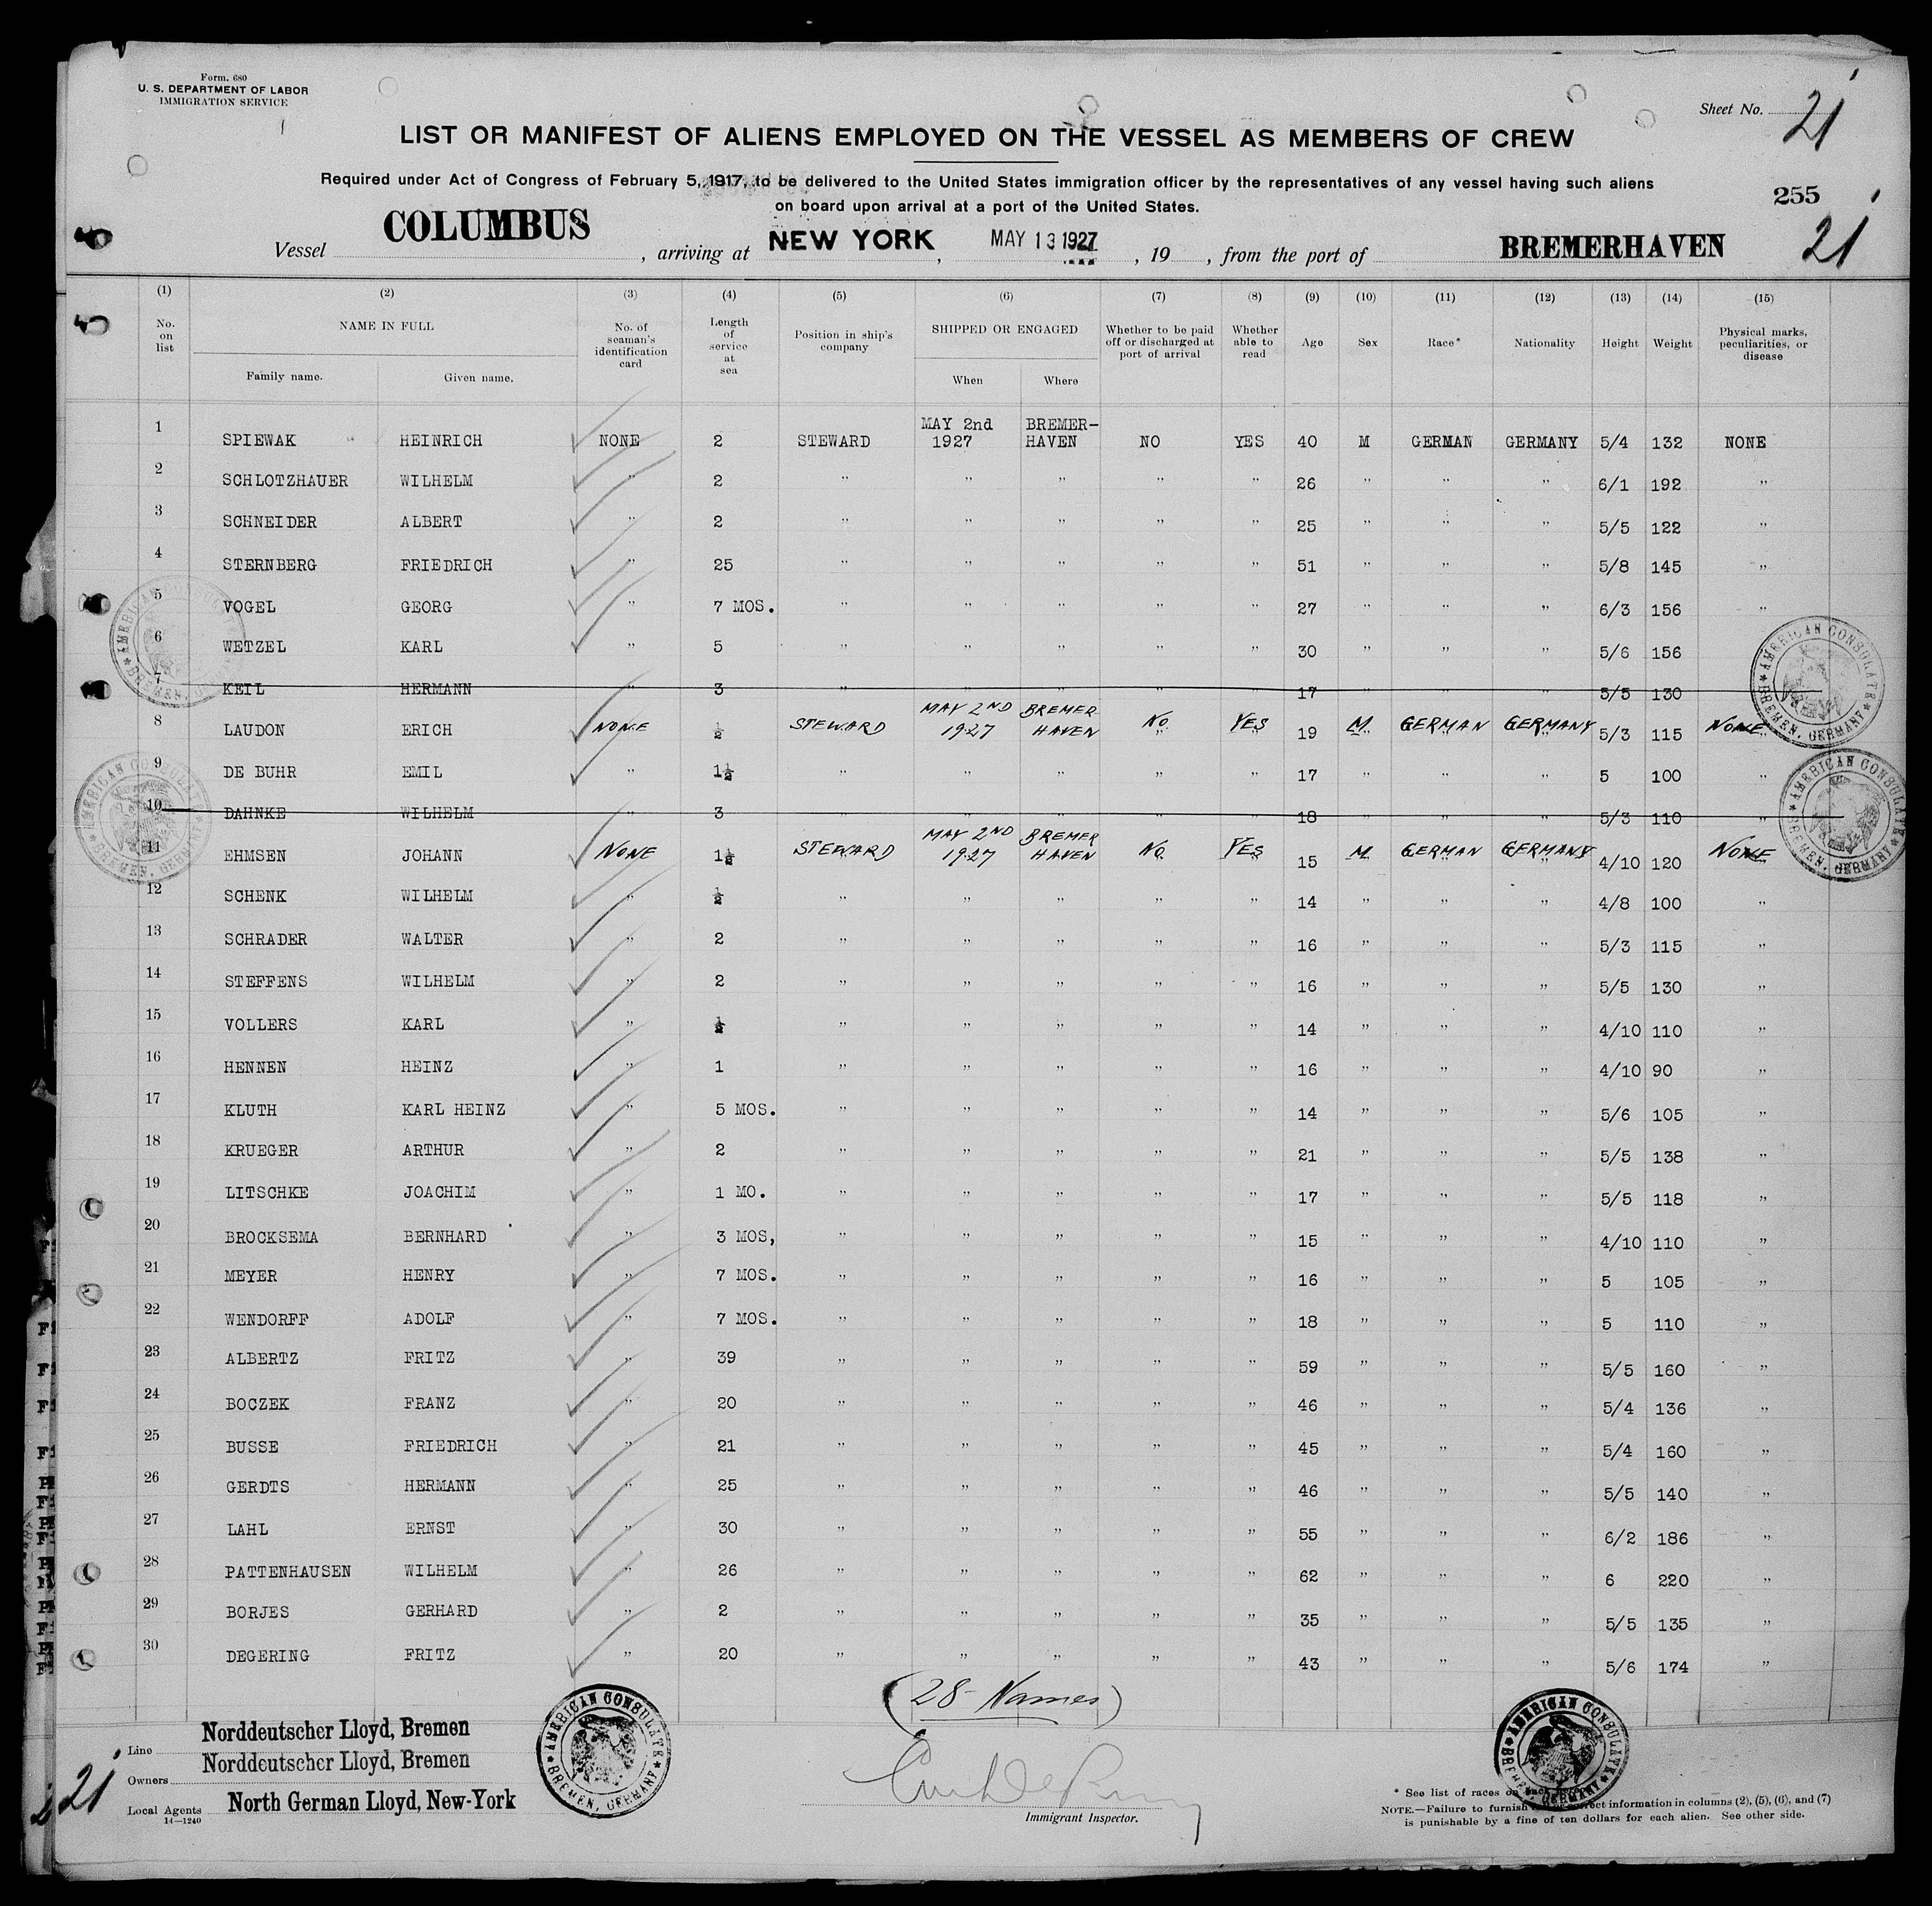 Form. 680
U. S. DEPARTMENT OF LABOR
IMMIGRATION SERVICE
Sheet No. 21
LIST OR MANIFEST OF ALIENS EMPLOYED ON THE VESSEL AS MEMBERS OF CREW
Required under Act of Congress of February 5, 1917, to be delivered to the United States immigration officer by the representatives of any vessel having such aliens
on board upon arrival at a port of the United States.
255
21
Vessel COLUMBUS, arriving at NEW YORK, MAY 13 1927, 19 , from the port of BREMERHAVEN
(1) (2) (3) (4) (5) (6) (7) (8) (9) (10) (11) (12) (13) (14) (15)
No. on list NAME IN FULL No. of seaman's identification card Length of service at sea Position in ship's company SHIPPED OR ENGAGED Whether to be paid off or discharged at port of arrival Whether able to read Age Sex Race* Nationality Height Weight Physical marks, peculiarities, or disease
Family name. Given name. When Where
1 SPIEWAK HEINRICH NONE 2 STEWARD MAY 2nd 1927 BREMER-HAVEN NO YES 40 M GERMAN GERMANY 5/4 132 NONE
2 SCHLOTZHAUER WILHELM " 2 " " " " " 26 " " " 6/1 192 "
3 SCHNEIDER ALBERT " 2 " " " " " 25 " " " 5/5 122 "
4 STERNBERG FRIEDRICH " 25 " " " " " 51 " " " 5/8 145 "
5 VOGEL GEORG " 7 MOS. " " " " " 27 " " " 6/3 156 "
6 WETZEL KARL " 5 " " " " " 30 " " " 5/6 156
7 KEIL HERMANN " 3 " " " " " 17 " " " 5/5 130
8 LAUDON ERICH NONE ½ STEWARD MAY 2ND 1927 BREMER HAVEN No YES 19 M GERMAN GERMANY 5/3 115 NONE
9 DE BUHR EMIL " 1½ " " " " " 17 " " " 5 100 "
10 DAHNKE WILHELM " 3 " " " " " 18 " " " 5/3 110 "
11 EHMSEN JOHANN NONE 1½ STEWARD MAY 2ND 1927 BREMER HAVEN No YES 15 M GERMAN GERMANY 4/10 120 NONE
12 SCHENK WILHELM " ½ " " " " " 14 " " " 4/8 100 "
13 SCHRADER WALTER " 2 " " " " " 16 " " " 5/3 115 "
14 STEFFENS WILHELM " 2 " " " " " 16 " " " 5/5 130 "
15 VOLLERS KARL " ½ " " " " " 14 " " " 4/10 110 "
16 HENNEN HEINZ " 1 " " " " " 16 " " " 4/10 90 "
17 KLUTH KARL HEINZ " 5 MOS. " " " " " 14 " " " 5/6 105 "
18 KRUEGER ARTHUR " 2 " " " " " 21 " " " 5/5 138 "
19 LITSCHKE JOACHIM " 1 MO. " " " " " 17 " " " 5/5 118 "
20 BROCKSEMA BERNHARD " 3 MOS, " " " " " 15 " " " 4/10 110 "
21 MEYER HENRY " 7 MOS. " " " " " 16 " " " 5 105 "
22 WENDORFF ADOLF " 7 MOS. " " " " " 18 " " " 5 110 "
23 ALBERTZ FRITZ " 39 " " " " " 59 " " " 5/5 160 "
24 BOCZEK FRANZ " 20 " " " " " 46 " " " 5/4 136 "
25 BUSSE FRIEDRICH " 21 " " " " " 45 " " " 5/4 160 "
26 GERDTS HERMANN " 25 " " " " " 46 " " " 5/5 140 "
27 LAHL ERNST " 30 " " " " " 55 " " " 6/2 186 "
28 PATTENHAUSEN WILHELM " 26 " " " " " 62 " " " 6 220 "
29 BORJES GERHARD " 2 " " " " " 35 " " " 5/5 135 "
30 DEGERING FRITZ " 20 " " " " " 43 " " " 5/6 174 "
(28 Names)
Line Norddeutscher Lloyd, Bremen
Owners Norddeutscher Lloyd, Bremen
Local Agents North German Lloyd, New-York
14—1240
21
AMERICAN CONSULATE BREMEN, GERMANY
AMERICAN CONSULATE BREMEN, GERMANY
AMERICAN CONSULATE BREMEN, GERMANY
AMERICAN CONSULATE BREMEN, GERMANY
AMERICAN CONSULATE BREMEN, GERMANY
AMERICAN CONSULATE BREMEN, GERMANY
Immigrant Inspector.
* See list of races
NOTE.—Failure to furnish correct information in columns (2), (5), (6), and (7)
is punishable by a fine of ten dollars for each alien. See other side.